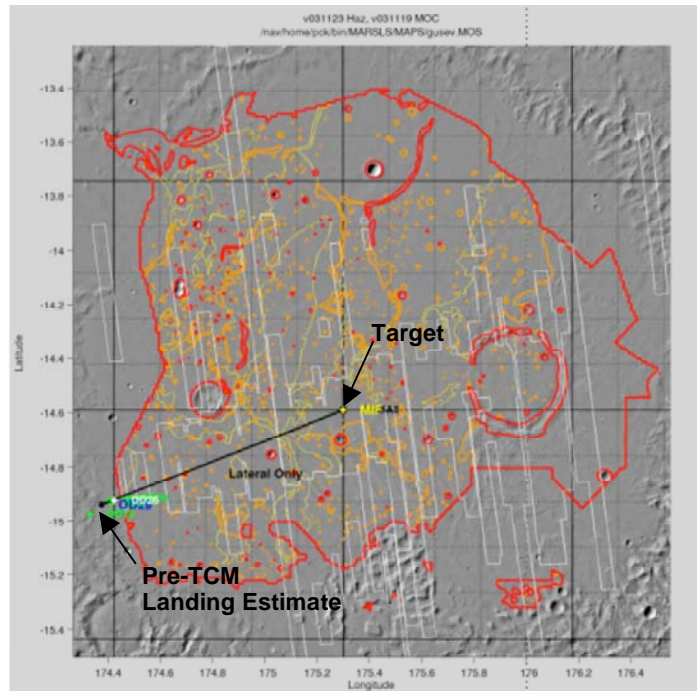 v031123 Haz, v031119 MOC
/nav/home/pck/bin/MARSLS/MAPS/gusev.MOS
-13.4
-13.6
-13.8
-14
-14.2
-14.4
-14.6
-14.8
-15
-15.2
-15.4
Latitude
Target
Lateral Only
Pre-TCM
Landing Estimate
174.4 174.6 174.8 175 175.2 175.4 175.6 175.8 176 176.2 176.4
Longitude